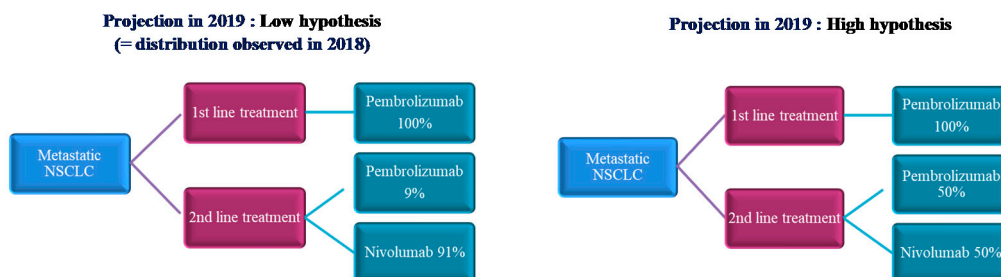 Projection in 2019 : Low hypothesis
(= distribution observed in 2018)
Metastatic
NSCLC
1st line treatment
Pembrolizumab
100%
2nd line treatment
Pembrolizumab
9%
Nivolumab 91%
Projection in 2019 : High hypothesis
Metastatic
NSCLC
1st line treatment
Pembrolizumab
100%
2nd line treatment
Pembrolizumab
50%
Nivolumab 50%